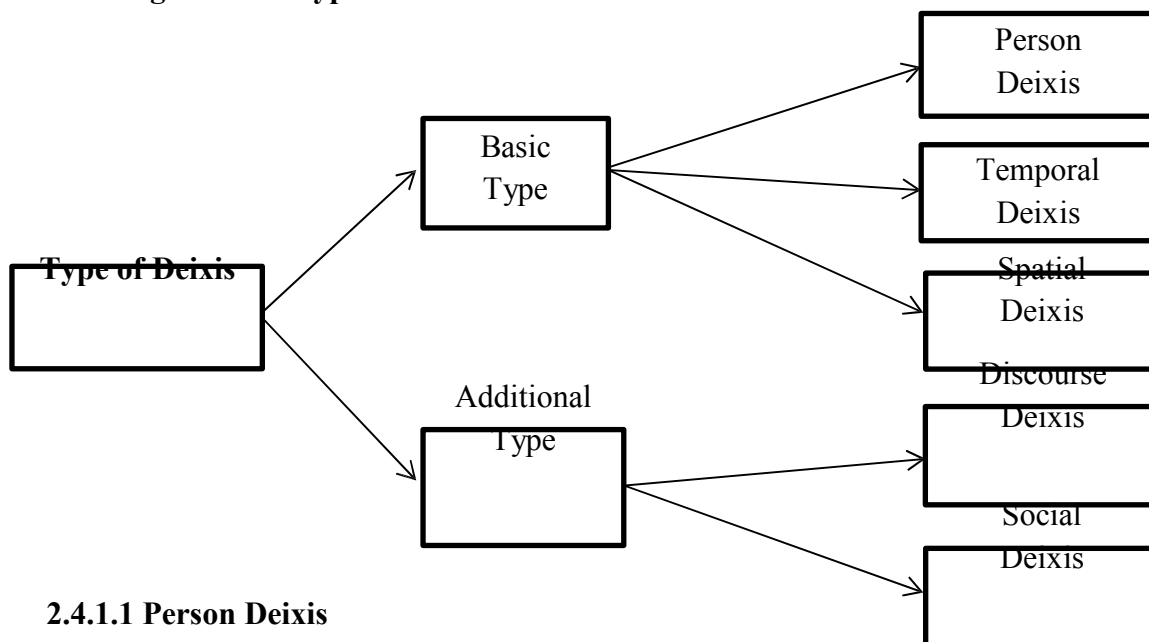 Person
Deixis
Basic
Type
Temporal
Deixis
Type of Deixis
Spatial
Deixis
Additional
Type
Discourse
Deixis
Social
Deixis
2.4.1.1 Person Deixis